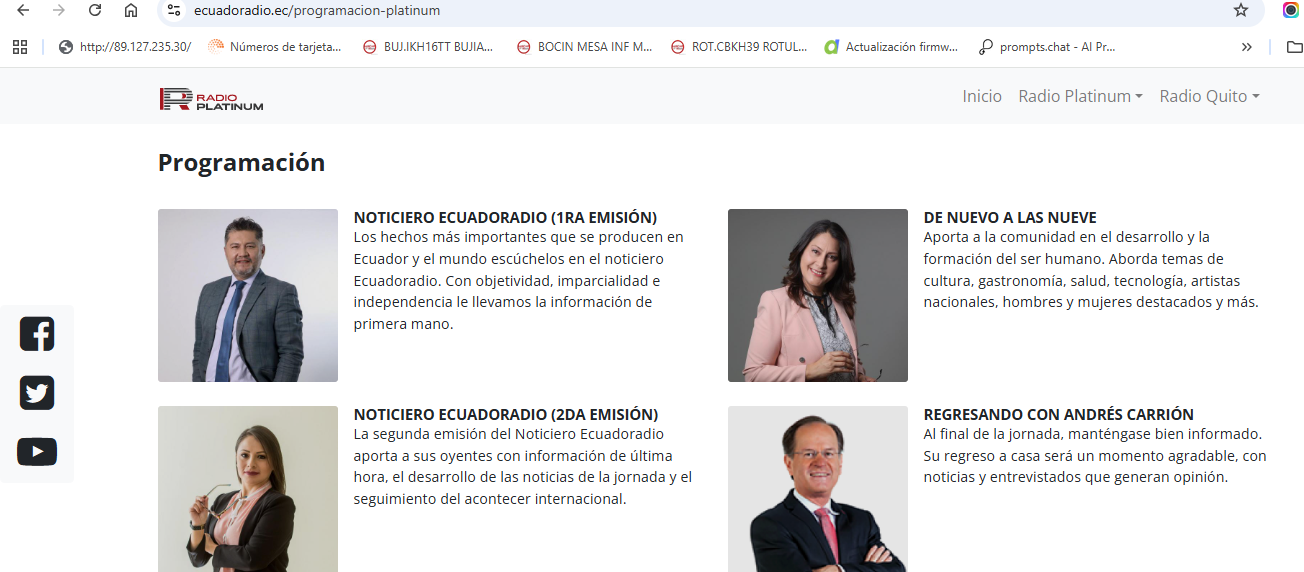 ecuadoradio.ec/programacion-platinum
http://89.127.235.30/
Números de tarjeta...
BUJ.IKH16TT BUJIA...
BOCIN MESA INF M...
ROT.CBKH39 ROTUL...
Actualización firmw...
prompts.chat - AI Pr...
RADIO
PLATINUM
Inicio
Radio Platinum
Radio Quito
Programación
NOTICIERO ECUADORADIO (1RA EMISIÓN)
Los hechos más importantes que se producen en
Ecuador y el mundo escúchelos en el noticiero
Ecuadoradio. Con objetividad, imparcialidad e
independencia le llevamos la información de
primera mano.
DE NUEVO A LAS NUEVE
Aporta a la comunidad en el desarrollo y la
formación del ser humano. Aborda temas de
cultura, gastronomía, salud, tecnología, artistas
nacionales, hombres y mujeres destacados y más.
NOTICIERO ECUADORADIO (2DA EMISIÓN)
La segunda emisión del Noticiero Ecuadoradio
aporta a sus oyentes con información de última
hora, el desarrollo de las noticias de la jornada y el
seguimiento del acontecer internacional.
REGRESANDO CON ANDRÉS CARRIÓN
Al final de la jornada, manténgase bien informado.
Su regreso a casa será un momento agradable, con
noticias y entrevistados que generan opinión.